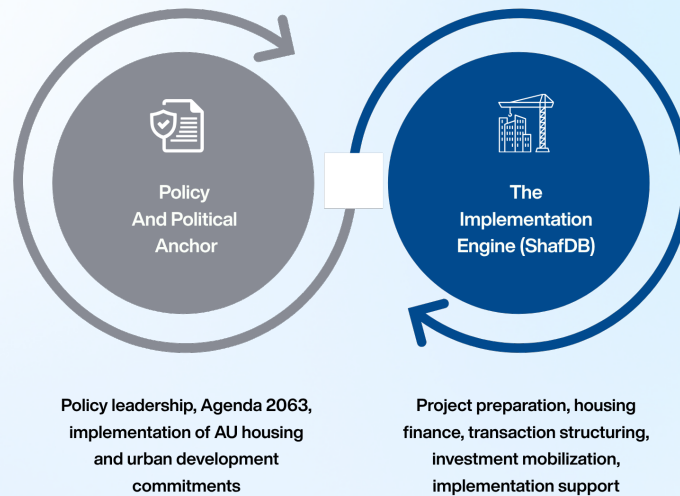 Policy
And Political
Anchor
The
Implementation
Engine (ShafDB)
Policy leadership, Agenda 2063,
implementation of AU housing
and urban development
commitments
Project preparation, housing
finance, transaction structuring,
investment mobilization,
implementation support